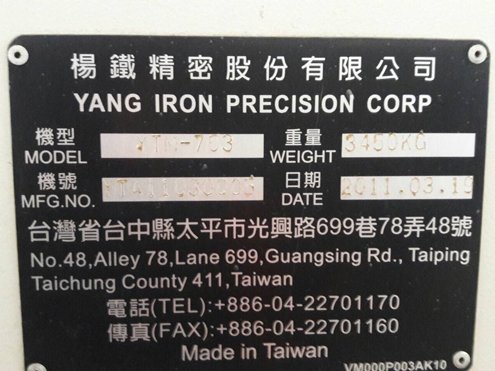 楊鐵精密股份有限公司
YANG IRON PRECISION CORP
機型 MODEL 重量 WEIGHT 3450KG
機號 MFG.NO. 日期 DATE 2011.03.
台灣省台中縣太平市光興路699巷78弄48號
No.48,Alley 78,Lane 699,Guangsing Rd., Taiping
Taichung County 411,Taiwan
電話(TEL):+886-04-22701170
傳真(FAX):+886-04-22701160
Made in Taiwan
VM000P003AK10